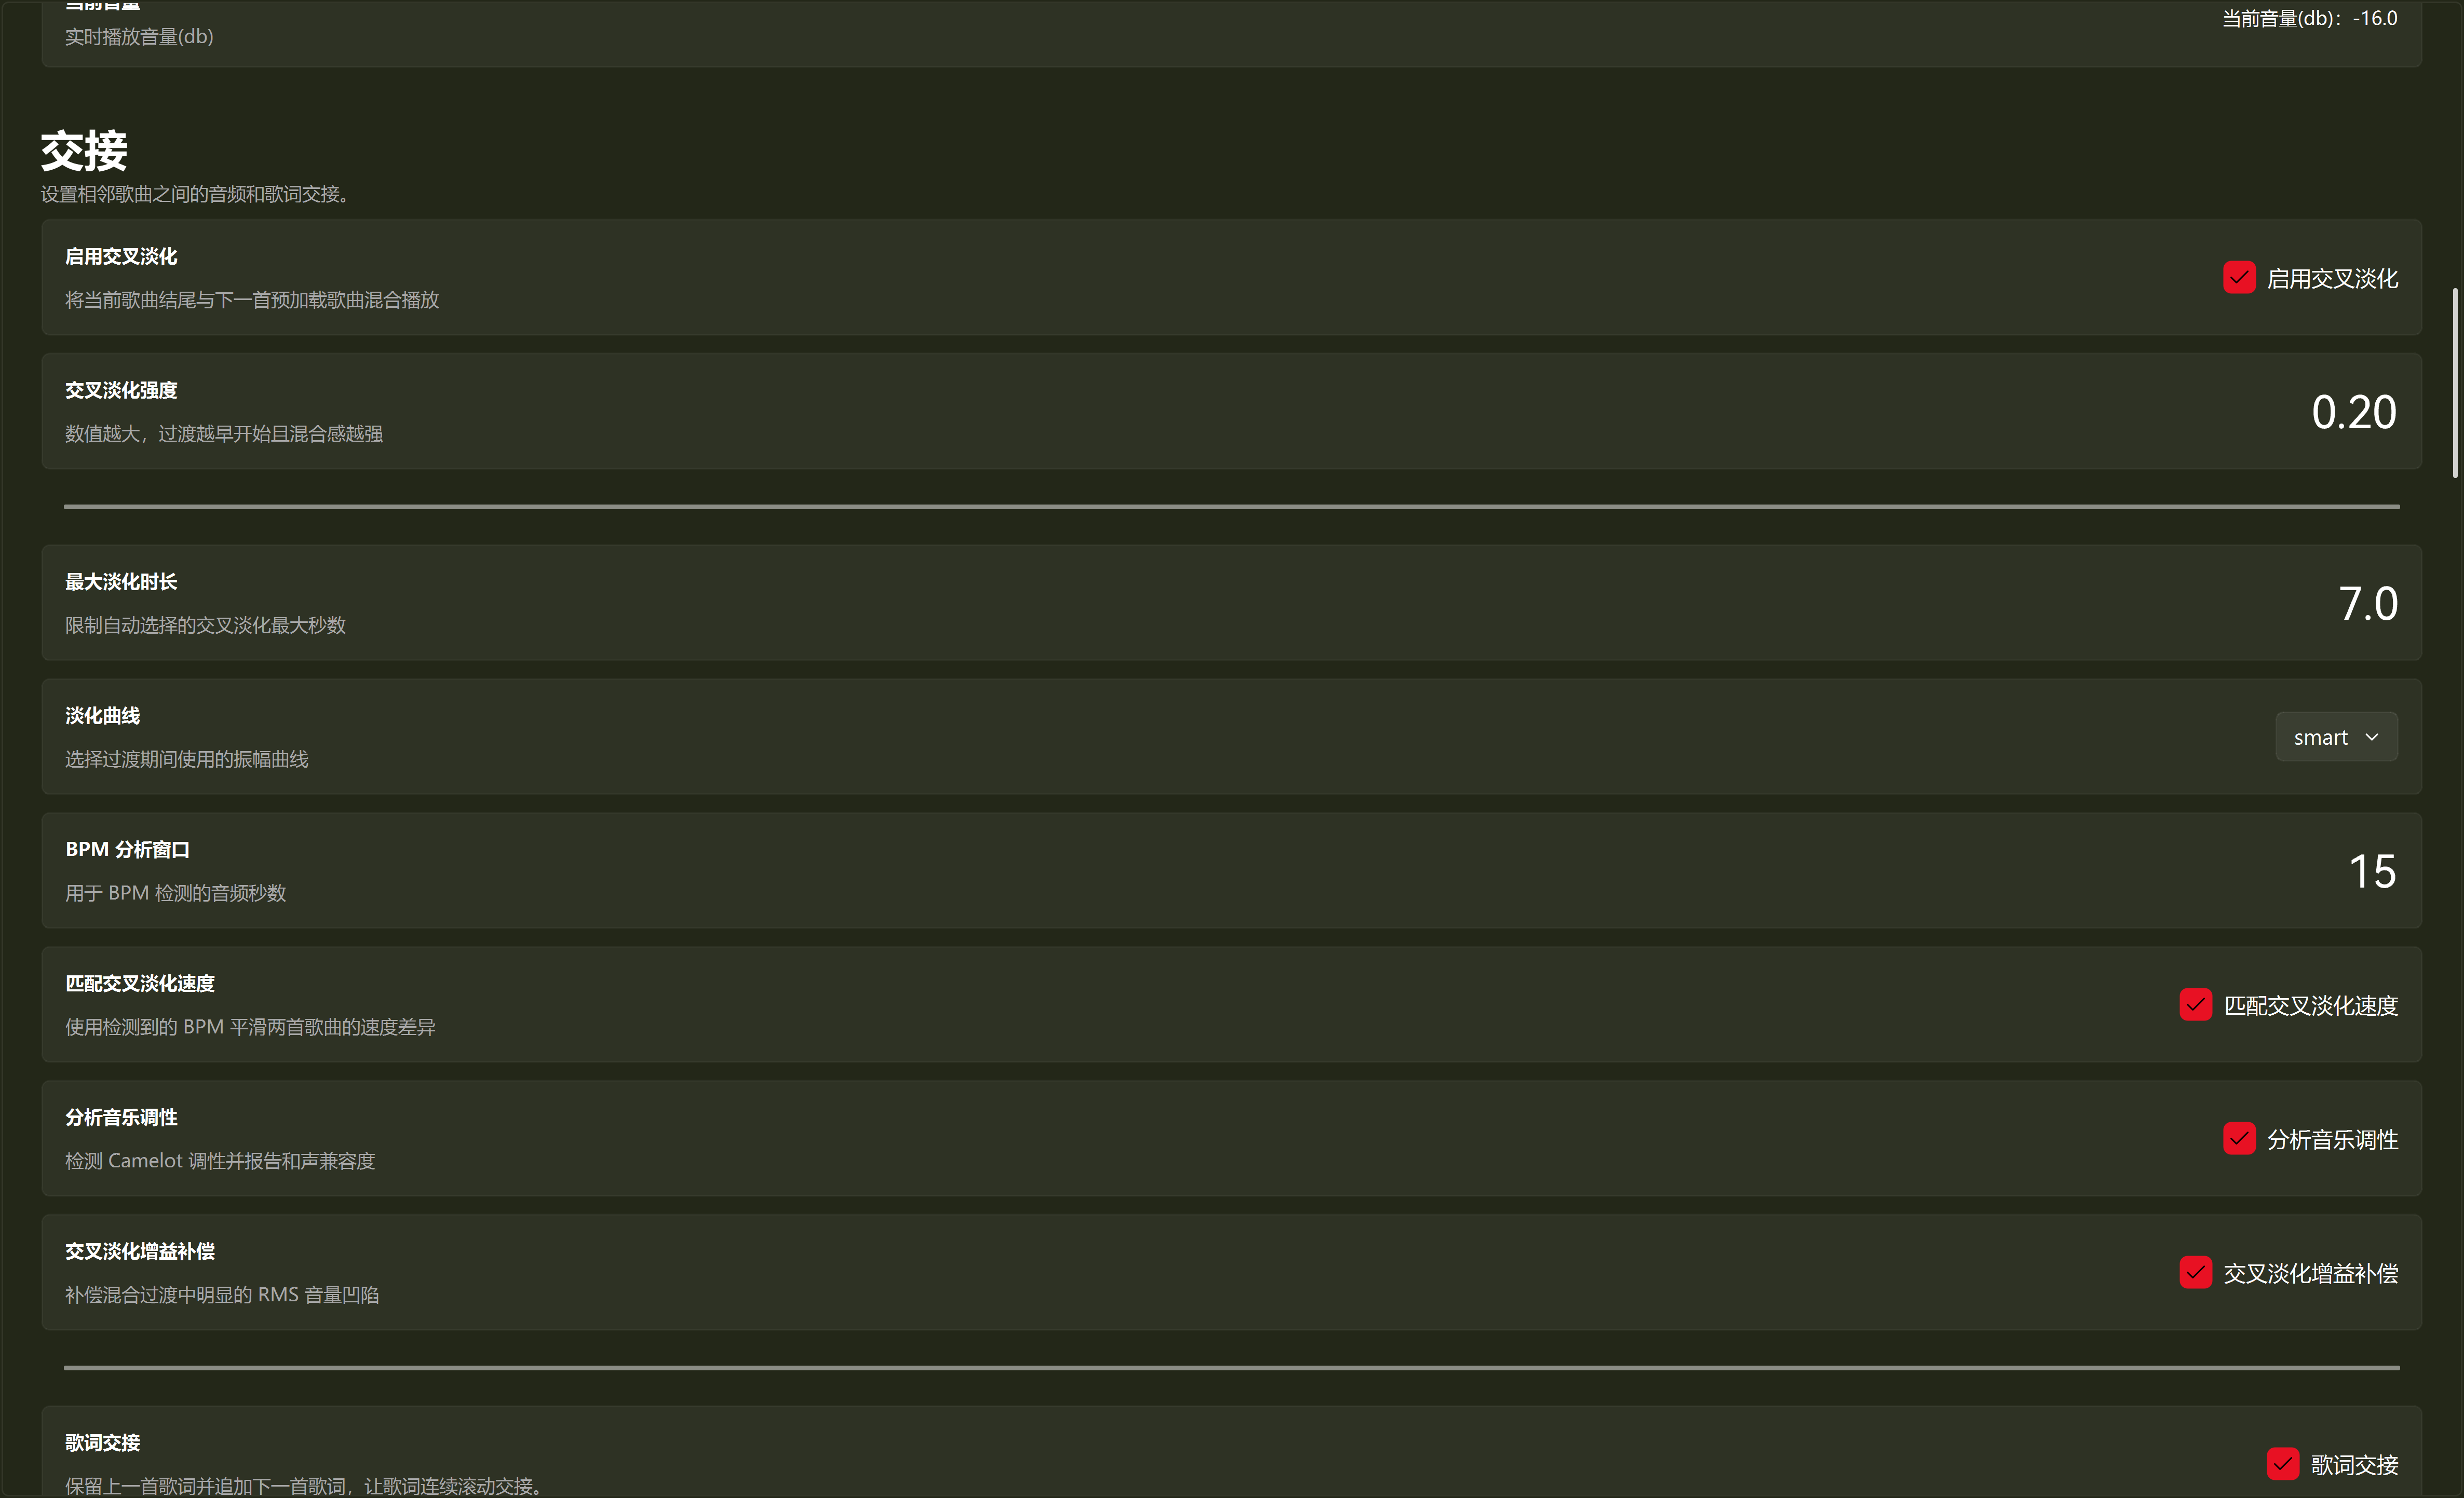 当前音量
实时播放音量(db)
当前音量(db)：-16.0
交接
设置相邻歌曲之间的音频和歌词交接。
启用交叉淡化
将当前歌曲结尾与下一首预加载歌曲混合播放
启用交叉淡化
交叉淡化强度
数值越大，过渡越早开始且混合感越强
0.20
最大淡化时长
限制自动选择的交叉淡化最大秒数
7.0
淡化曲线
选择过渡期间使用的振幅曲线
smart
BPM 分析窗口
用于 BPM 检测的音频秒数
15
匹配交叉淡化速度
使用检测到的 BPM 平滑两首歌曲的速度差异
匹配交叉淡化速度
分析音乐调性
检测 Camelot 调性并报告和声兼容度
分析音乐调性
交叉淡化增益补偿
补偿混合过渡中明显的 RMS 音量凹陷
交叉淡化增益补偿
歌词交接
保留上一首歌词并追加下一首歌词，让歌词连续滚动交接。
歌词交接